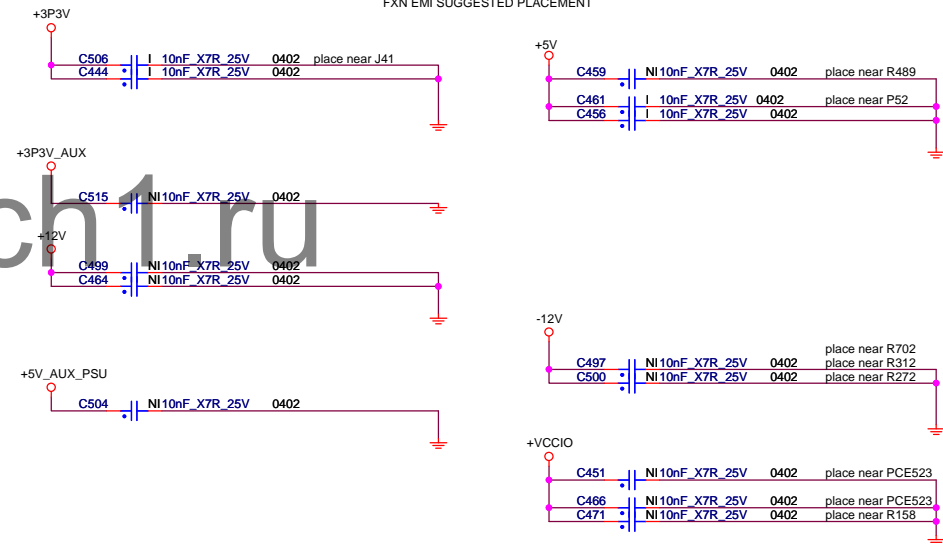 FXN EMI SUGGESTED PLACEMENT
+3P3V
C506 I 10nF_X7R_25V 0402 place near J41
C444 I 10nF_X7R_25V 0402
+3P3V_AUX
C515 NI 10nF_X7R_25V 0402
ch1.ru
+12V
C499 NI 10nF_X7R_25V 0402
C464 NI 10nF_X7R_25V 0402
+5V_AUX_PSU
C504 NI 10nF_X7R_25V 0402
+5V
C459 NI 10nF_X7R_25V 0402 place near R489
C461 I 10nF_X7R_25V 0402 place near P52
C456 I 10nF_X7R_25V 0402
-12V
place near R702
C497 NI 10nF_X7R_25V 0402 place near R312
C500 NI 10nF_X7R_25V 0402 place near R272
+VCCIO
C451 NI 10nF_X7R_25V 0402 place near PCE523
C466 NI 10nF_X7R_25V 0402 place near PCE523
C471 NI 10nF_X7R_25V 0402 place near R158